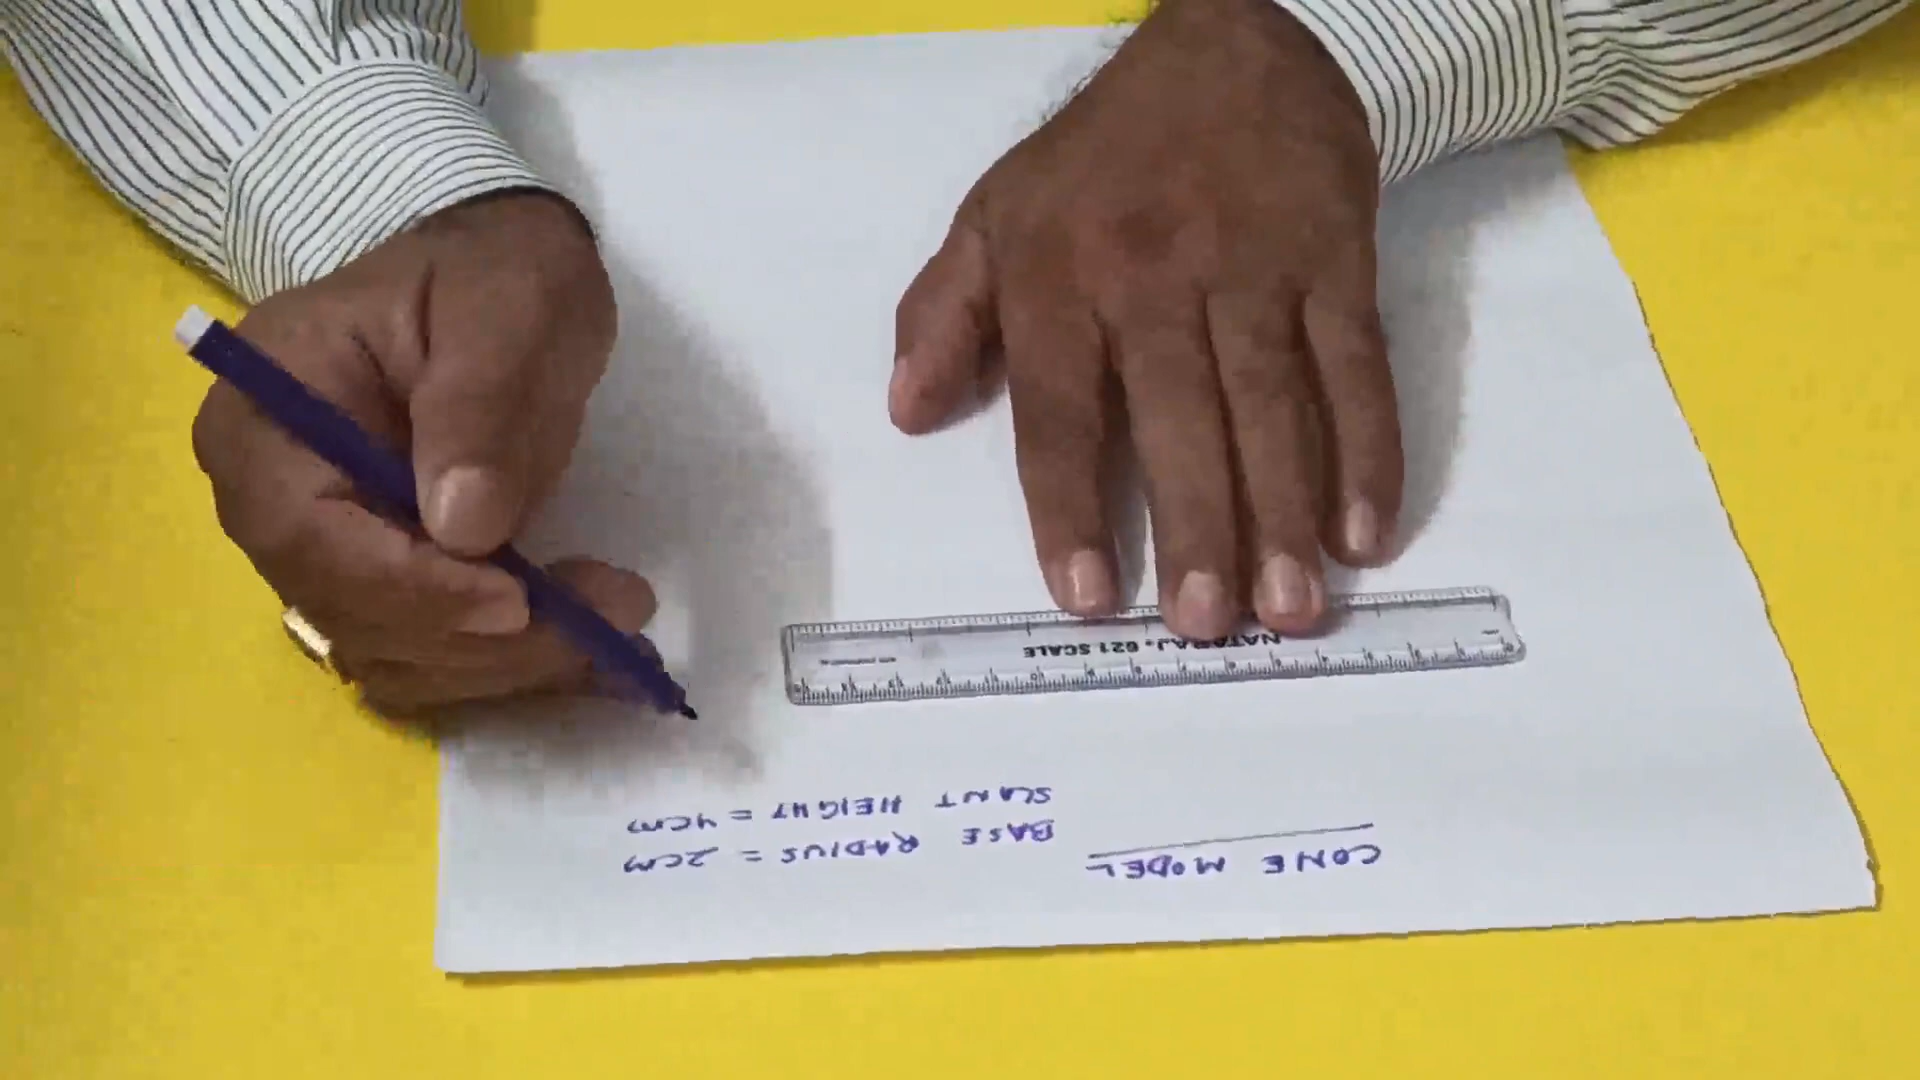 CONE MODEL
BASE RADIUS = 2CM
SLANT HEIGHT = 4CM
NATARAJ. 621 SCALE